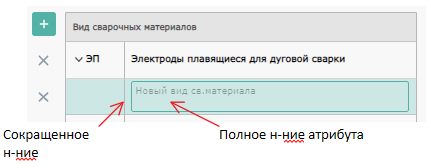 Вид сварочных материалов
ЭП Электроды плавящиеся для дуговой сварки
Новый вид св.материала
Сокращенное Полное н-ние атрибута
н-ние